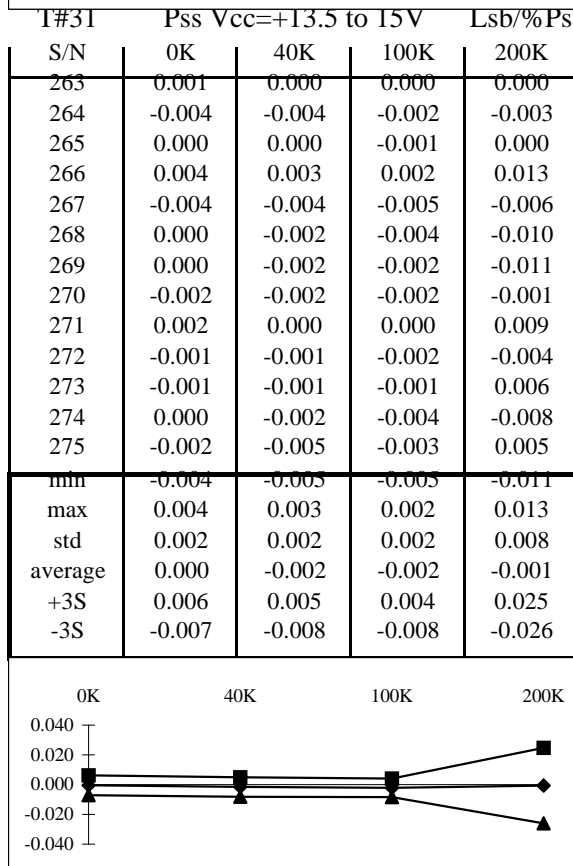 T#31 Pss Vcc=+13.5 to 15V Lsb/%Ps
S/N 0K 40K 100K 200K
263 0.001 0.000 0.000 0.000
264 -0.004 -0.004 -0.002 -0.003
265 0.000 0.000 -0.001 0.000
266 0.004 0.003 0.002 0.013
267 -0.004 -0.004 -0.005 -0.006
268 0.000 -0.002 -0.004 -0.010
269 0.000 -0.002 -0.002 -0.011
270 -0.002 -0.002 -0.002 -0.001
271 0.002 0.000 0.000 0.009
272 -0.001 -0.001 -0.002 -0.004
273 -0.001 -0.001 -0.001 0.006
274 0.000 -0.002 -0.004 -0.008
275 -0.002 -0.005 -0.003 0.005
min -0.004 -0.005 -0.005 -0.011
max 0.004 0.003 0.002 0.013
std 0.002 0.002 0.002 0.008
average 0.000 -0.002 -0.002 -0.001
+3S 0.006 0.005 0.004 0.025
-3S -0.007 -0.008 -0.008 -0.026
0K 40K 100K 200K
0.040
0.020
0.000
-0.020
-0.040